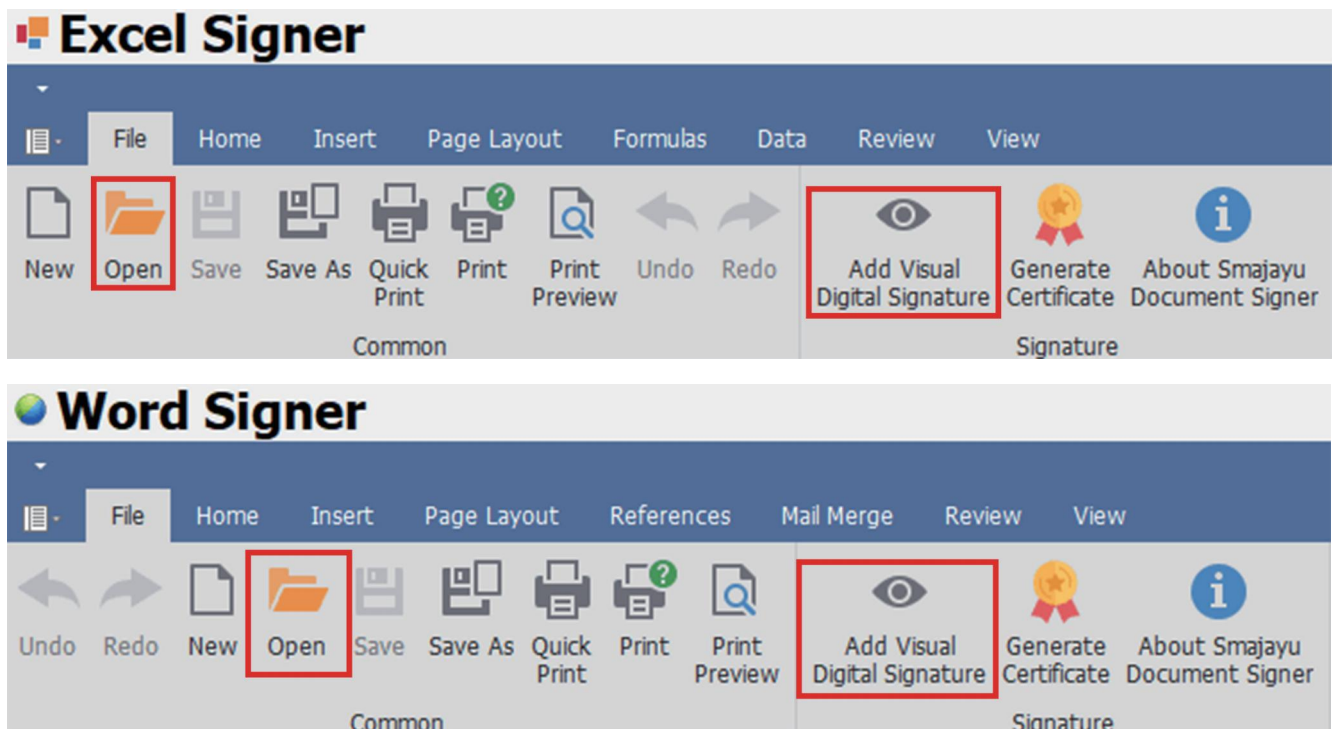 Excel Signer
File Home Insert Page Layout Formulas Data Review View
New Open Save Save As Quick Print Print Print Preview Undo Redo Add Visual Digital Signature Generate Certificate About Smajayu Document Signer
Common Signature
Word Signer
File Home Insert Page Layout References Mail Merge Review View
Undo Redo New Open Save Save As Quick Print Print Print Preview Add Visual Digital Signature Generate Certificate About Smajayu Document Signer
Common Signature